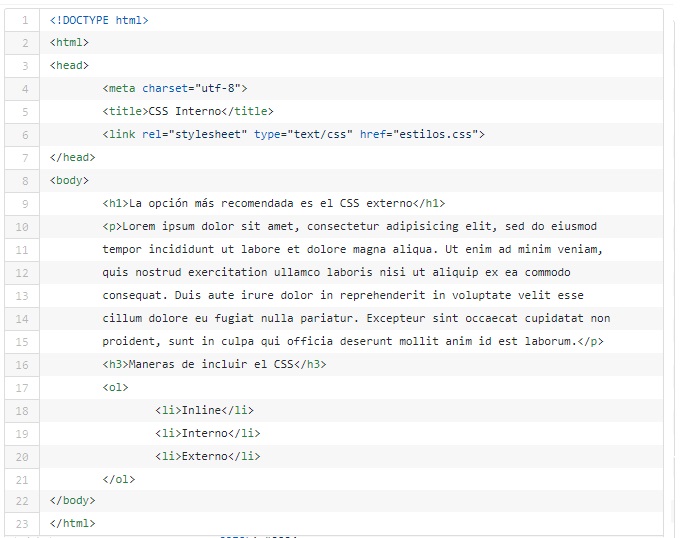 1 <!DOCTYPE html>
2 <html>
3 <head>
4 <meta charset="utf-8">
5 <title>CSS Interno</title>
6 <link rel="stylesheet" type="text/css" href="estilos.css">
7 </head>
8 <body>
9 <h1>La opción más recomendada es el CSS externo</h1>
10 <p>Lorem ipsum dolor sit amet, consectetur adipisicing elit, sed do eiusmod
11 tempor incididunt ut labore et dolore magna aliqua. Ut enim ad minim veniam,
12 quis nostrud exercitation ullamco laboris nisi ut aliquip ex ea commodo
13 consequat. Duis aute irure dolor in reprehenderit in voluptate velit esse
14 cillum dolore eu fugiat nulla pariatur. Excepteur sint occaecat cupidatat non
15 proident, sunt in culpa qui officia deserunt mollit anim id est laborum.</p>
16 <h3>Maneras de incluir el CSS</h3>
17 <ol>
18 <li>Inline</li>
19 <li>Interno</li>
20 <li>Externo</li>
21 </ol>
22 </body>
23 </html>